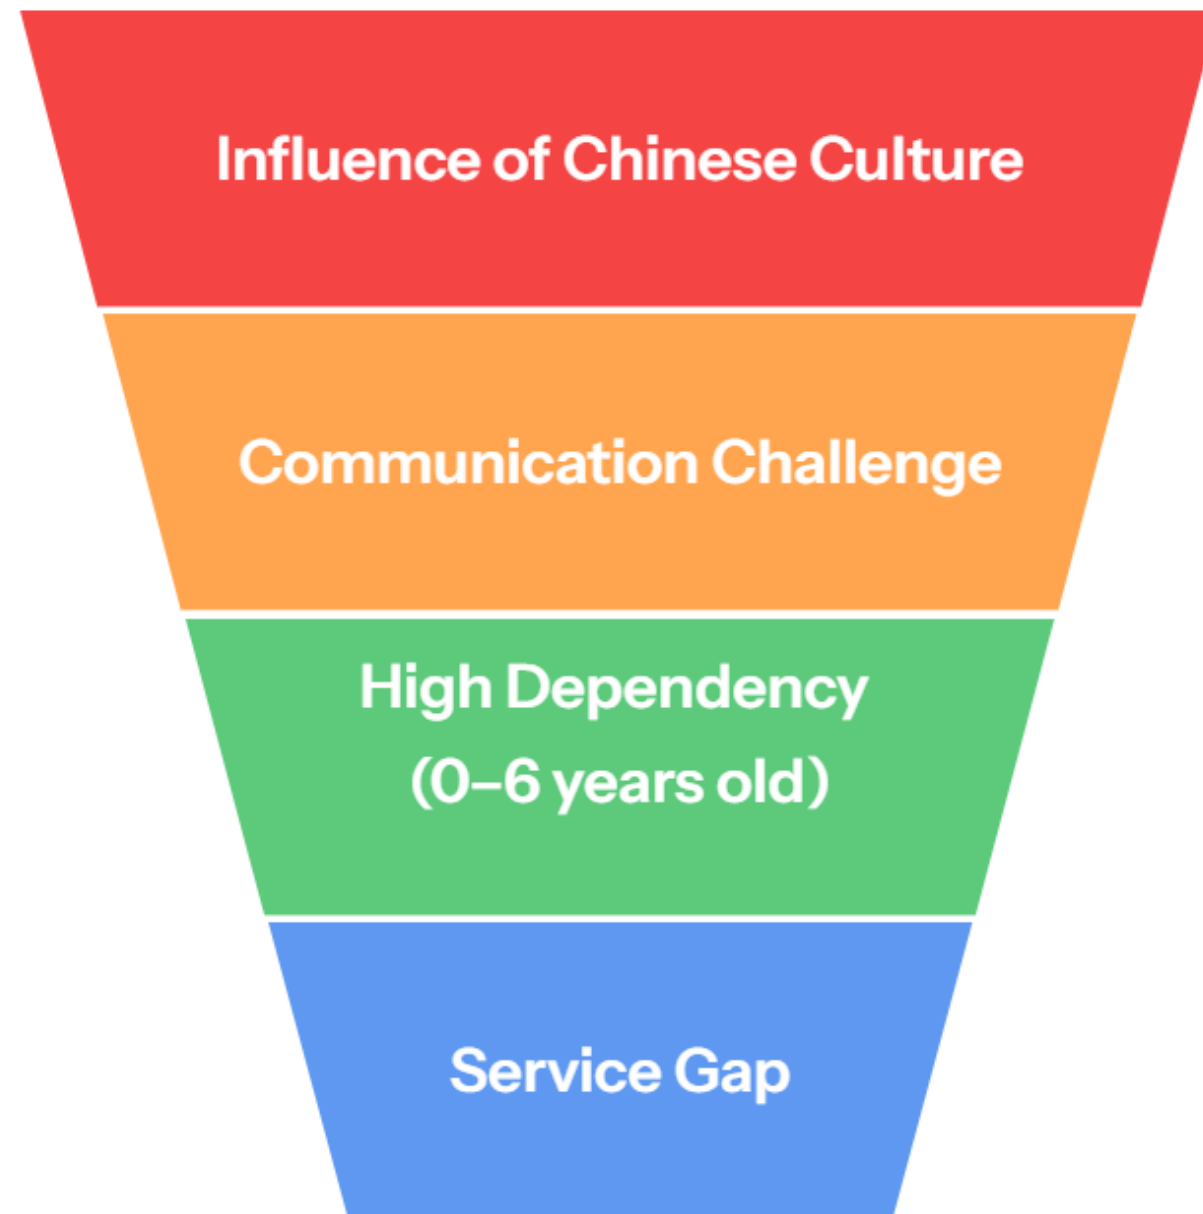 Influence of Chinese Culture
Communication Challenge
High Dependency
(0–6 years old)
Service Gap